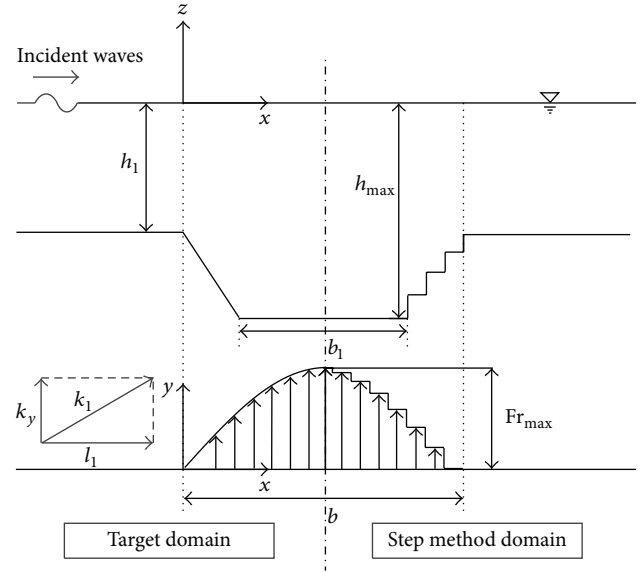 z
Incident waves
x
h1
hmax
b1
y
ky
k1
l1
Frmax
x
b
Target domain
Step method domain